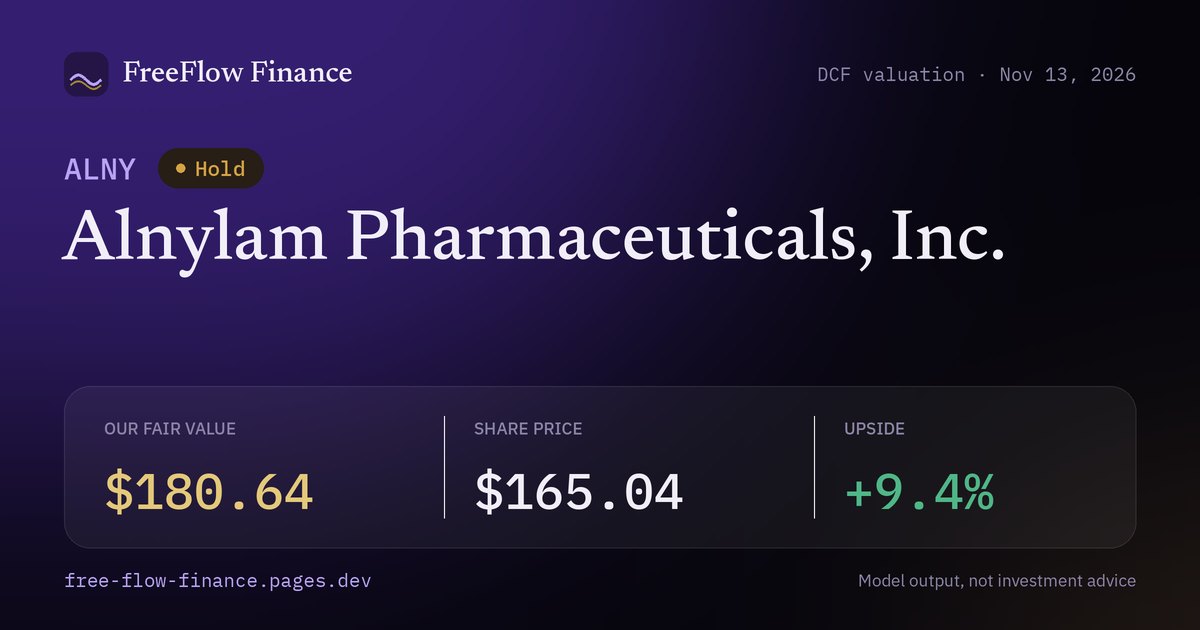 FreeFlow Finance
DCF valuation · Nov 13, 2026
ALNY
Hold
Alnylam Pharmaceuticals, Inc.
OUR FAIR VALUE
$180.64
SHARE PRICE
$165.04
UPSIDE
+9.4%
free-flow-finance.pages.dev
Model output, not investment advice